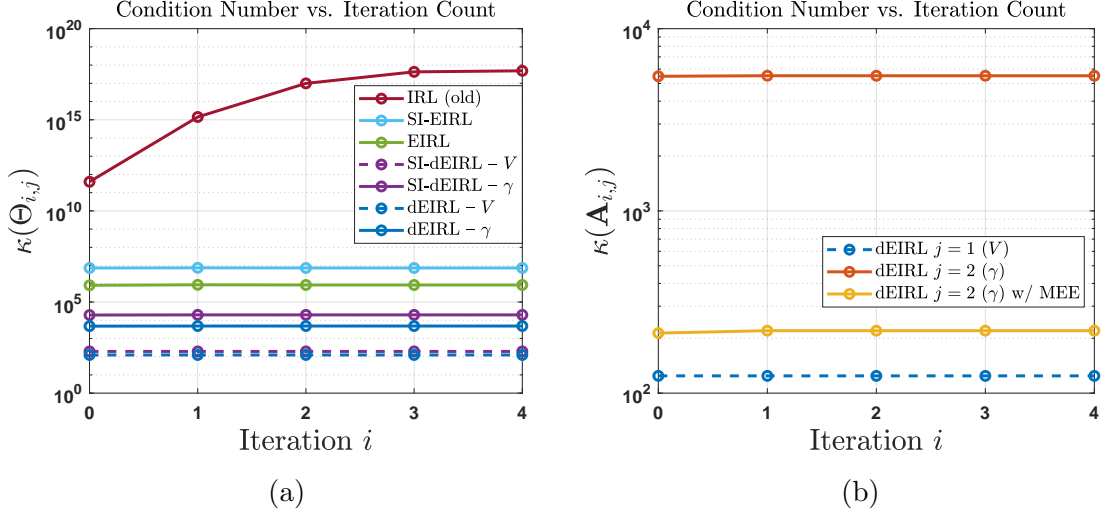 Condition Number vs. Iteration Count
10^20
10^15
10^10
10^5
10^0
κ(Θ_{i,j})
IRL (old)
SI-EIRL
EIRL
SI-dEIRL – V
SI-dEIRL – γ
dEIRL – V
dEIRL – γ
0 1 2 3 4
Iteration i
(a)
Condition Number vs. Iteration Count
10^4
10^3
10^2
κ(A_{i,j})
dEIRL j = 1 (V)
dEIRL j = 2 (γ)
dEIRL j = 2 (γ) w/ MEE
0 1 2 3 4
Iteration i
(b)